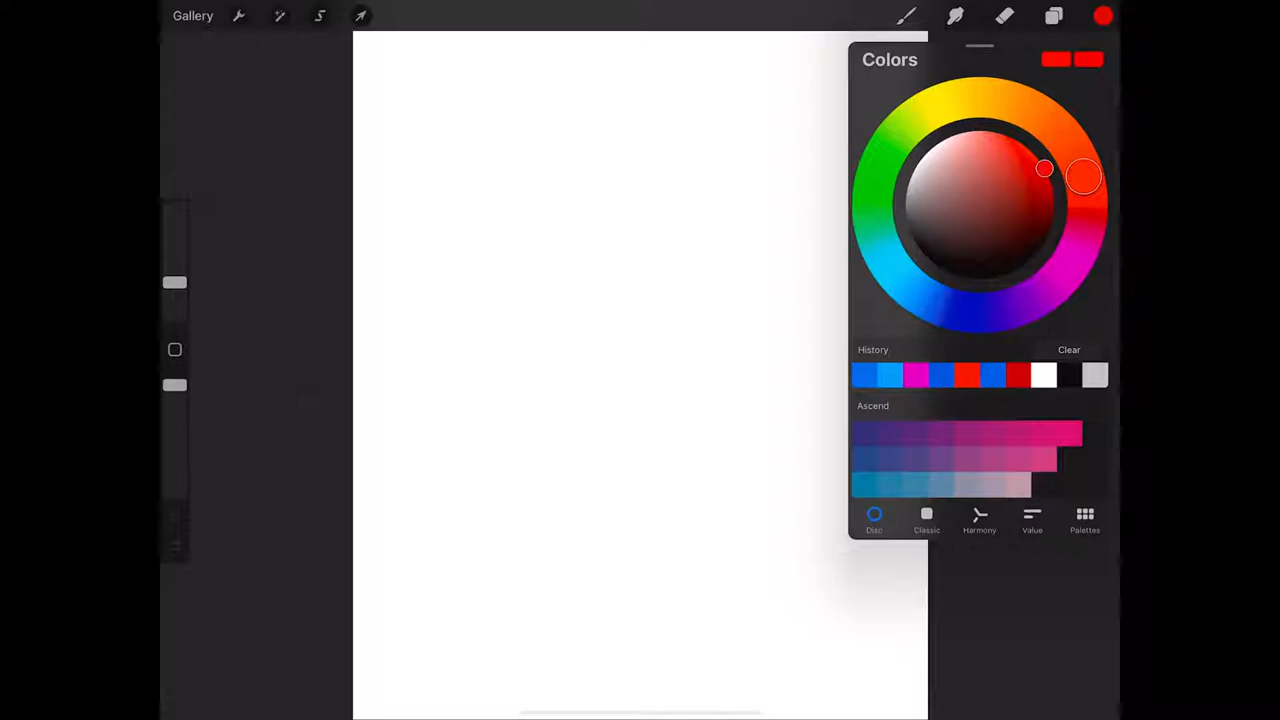 Gallery
Colors
History Clear
Ascend
Disc Classic Harmony Value Palettes